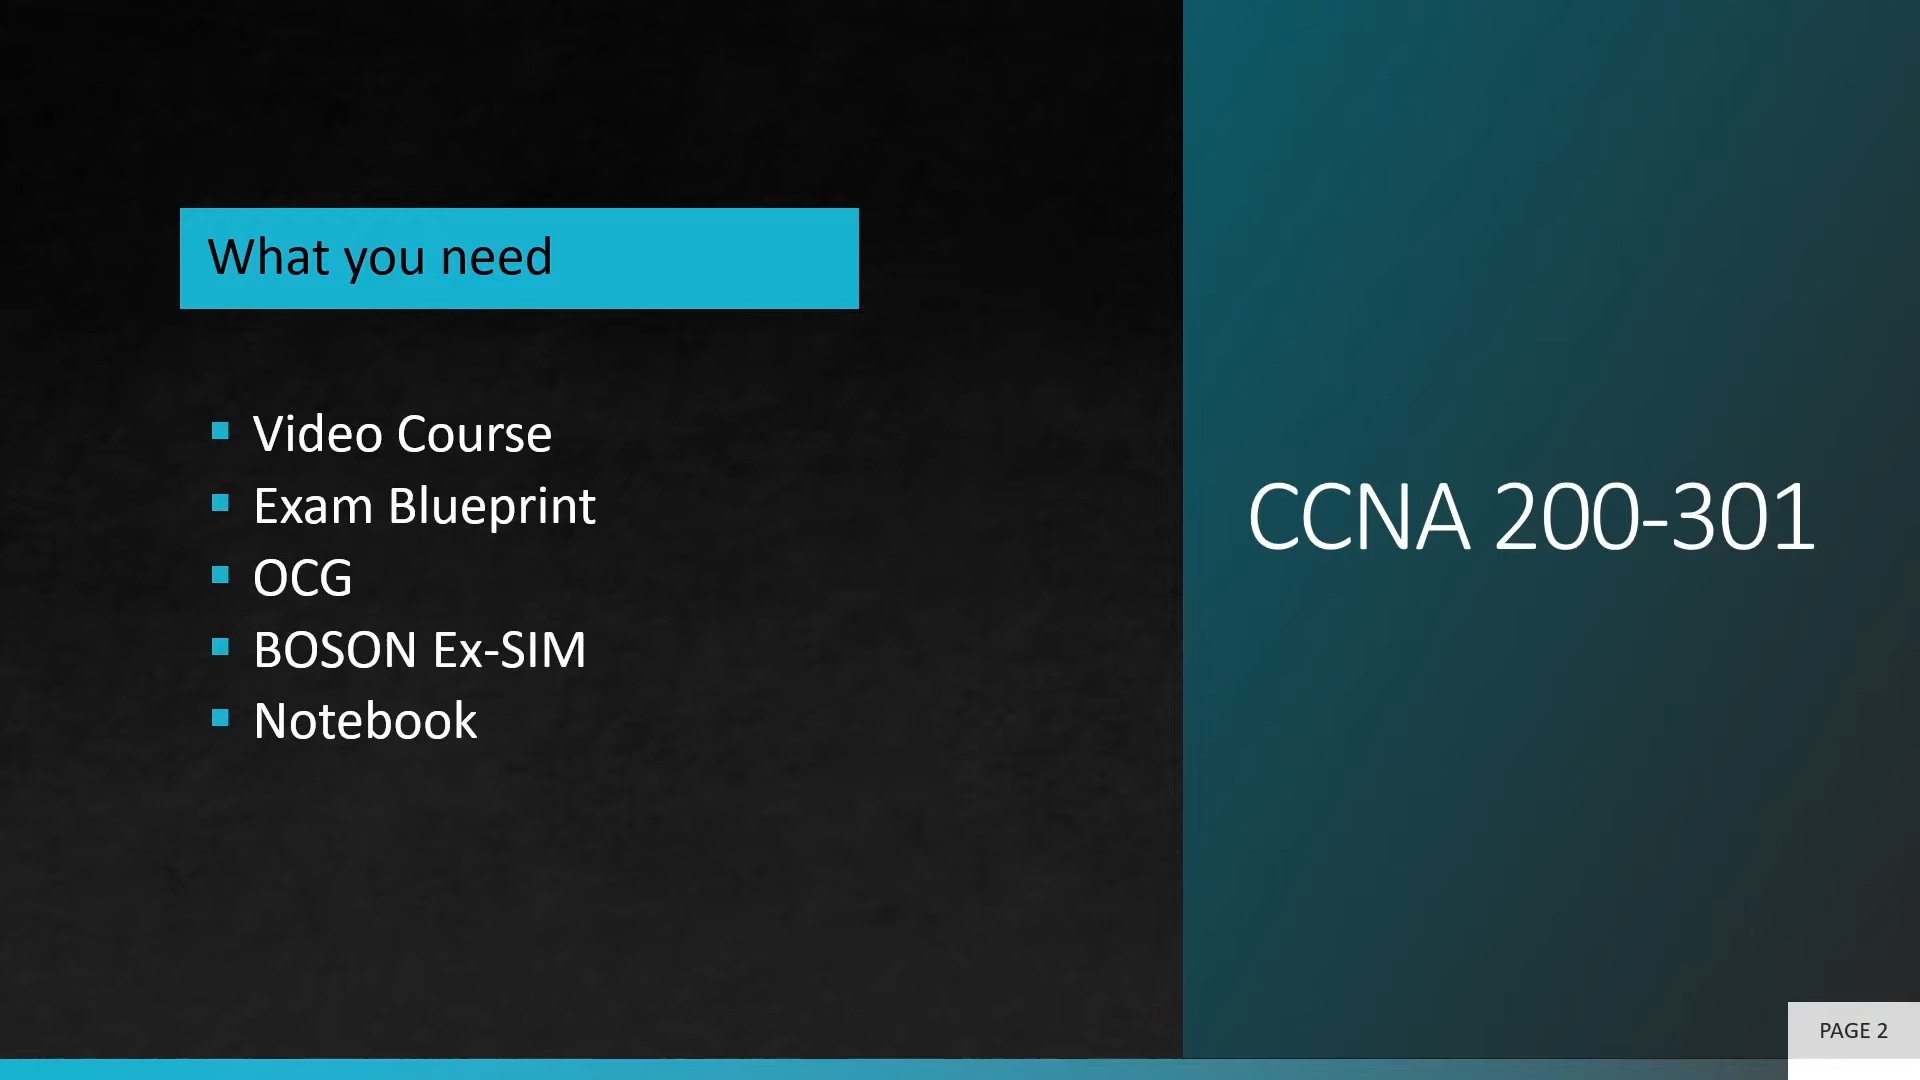 What you need
Video Course
Exam Blueprint
OCG
BOSON Ex-SIM
Notebook
CCNA 200-301
PAGE 2